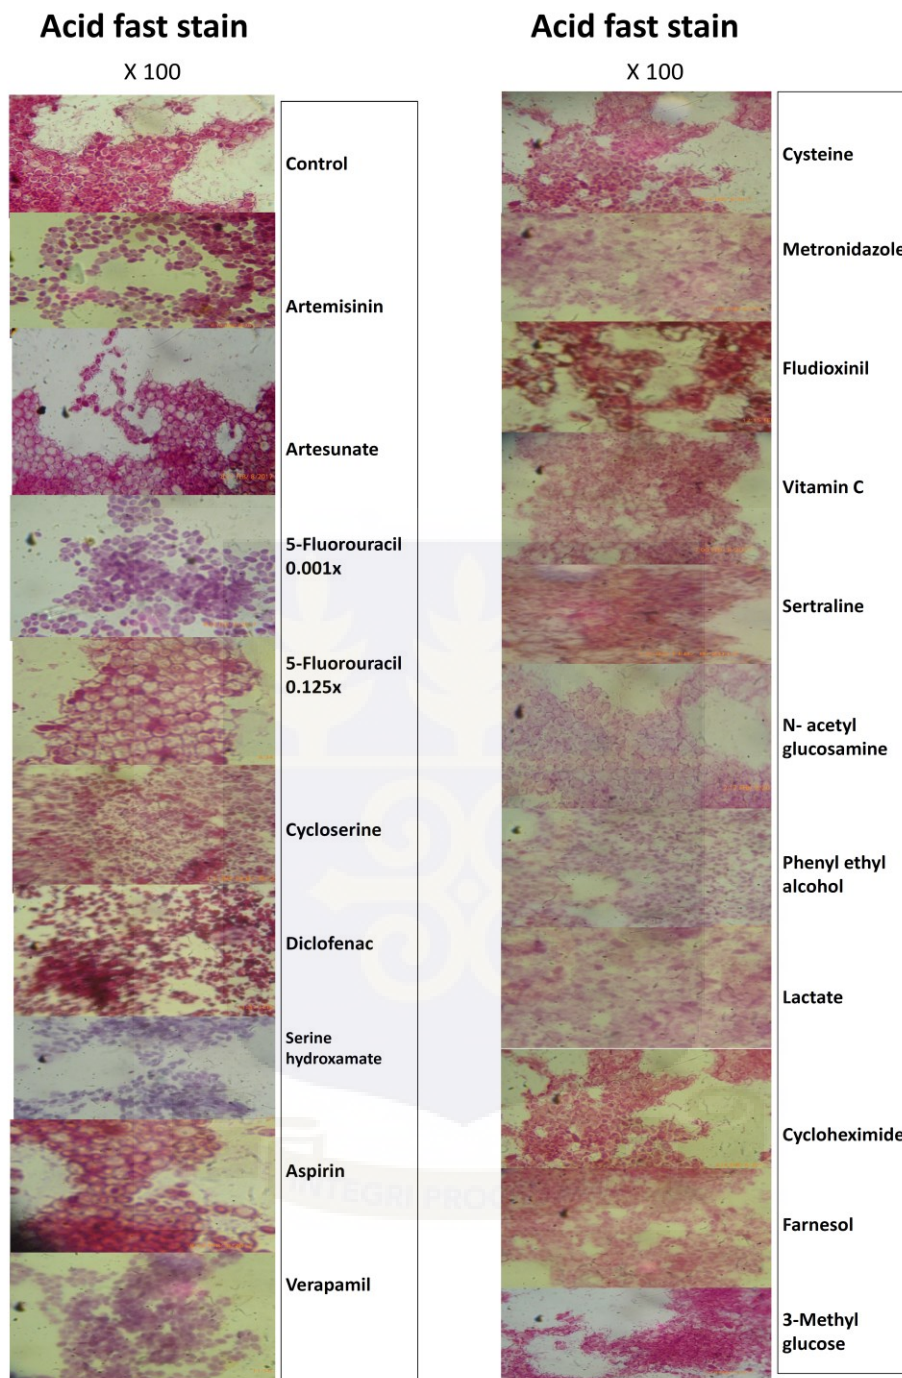 Acid fast stain
X 100
Control
Artemisinin
Artesunate
5-Fluorouracil
0.001x
5-Fluorouracil
0.125x
Cycloserine
Diclofenac
Serine
hydroxamate
Aspirin
Verapamil
Acid fast stain
X 100
Cysteine
Metronidazole
Fludioxinil
Vitamin C
Sertraline
N- acetyl
glucosamine
Phenyl ethyl
alcohol
Lactate
Cycloheximide
Farnesol
3-Methyl
glucose
INTEGRI PROC